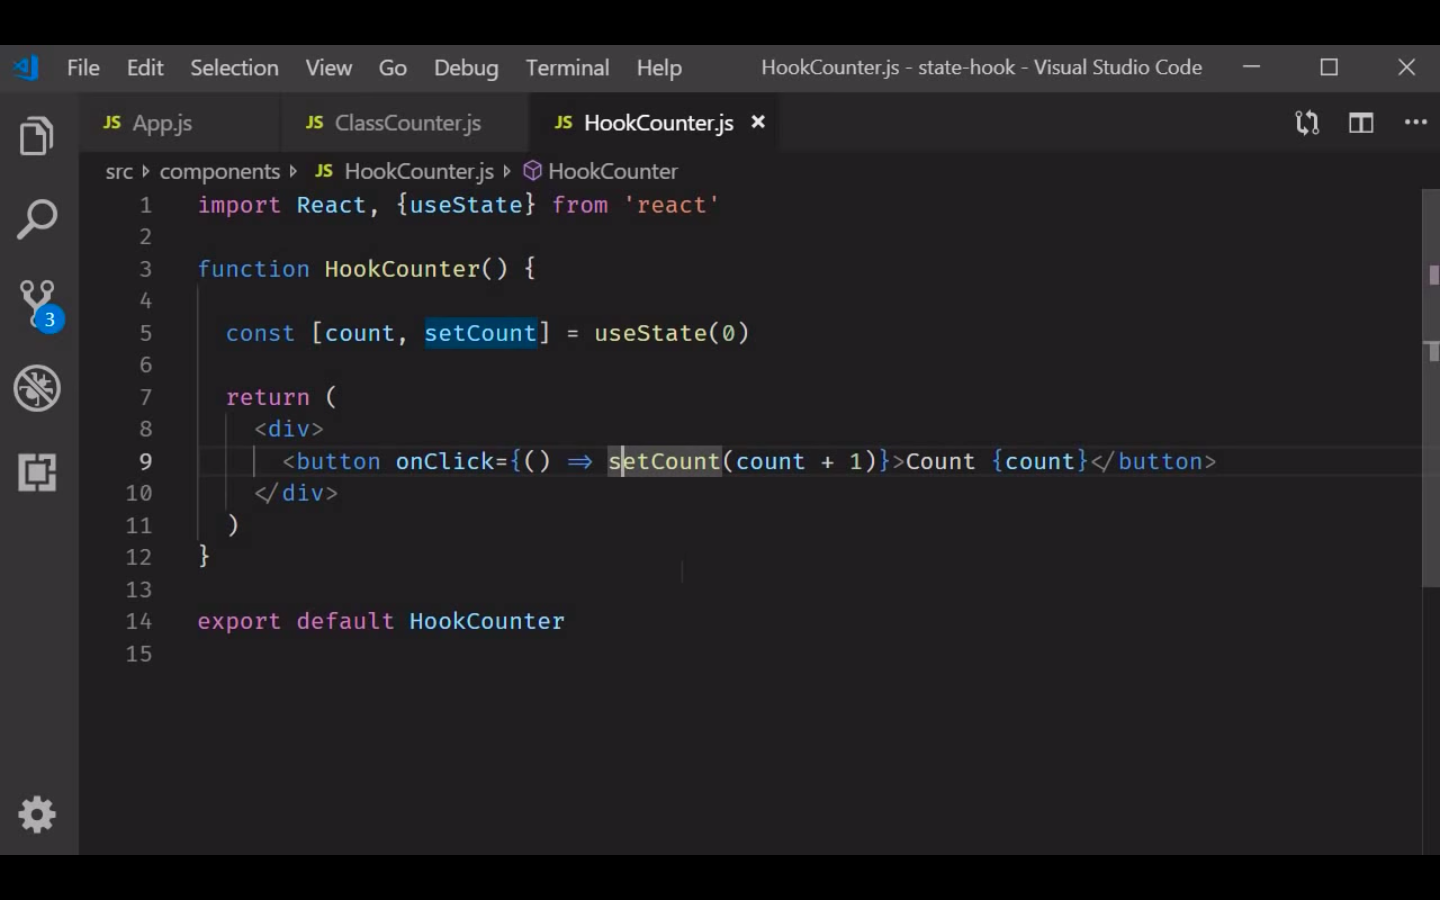 File Edit Selection View Go Debug Terminal Help HookCounter.js - state-hook - Visual Studio Code
JS App.js JS ClassCounter.js JS HookCounter.js
src components JS HookCounter.js HookCounter
1 import React, {useState} from 'react'
2
3 function HookCounter() {
4
5 const [count, setCount] = useState(0)
6
7 return (
8 <div>
9 <button onClick={() => setCount(count + 1)}>Count {count}</button>
10 </div>
11 )
12 }
13
14 export default HookCounter
15
3